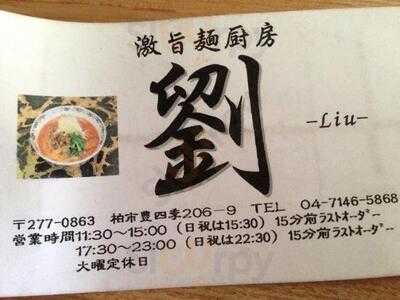 激旨麺厨房
劉
-Liu-
〒277-0863 柏市豊四季206-9 TEL 04-7146-5868
営業時間11:30~15:00 (日祝は15:30) 15分前ラストオーダー
17:30~23:00 (日祝は22:30) 15分前ラストオーダー
火曜定休日